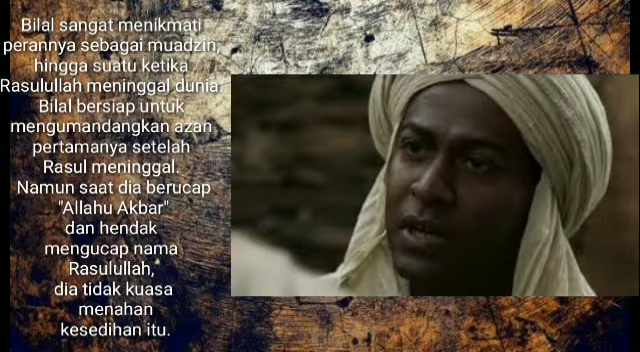 Bilal sangat menikmati
perannya sebagai muadzin,
hingga suatu ketika
Rasulullah meninggal dunia.
Bilal bersiap untuk
mengumandangkan azan
pertamanya setelah
Rasul meninggal.
Namun saat dia berucap
"Allahu Akbar"
dan hendak
mengucap nama
Rasulullah,
dia tidak kuasa
menahan
kesedihan itu.